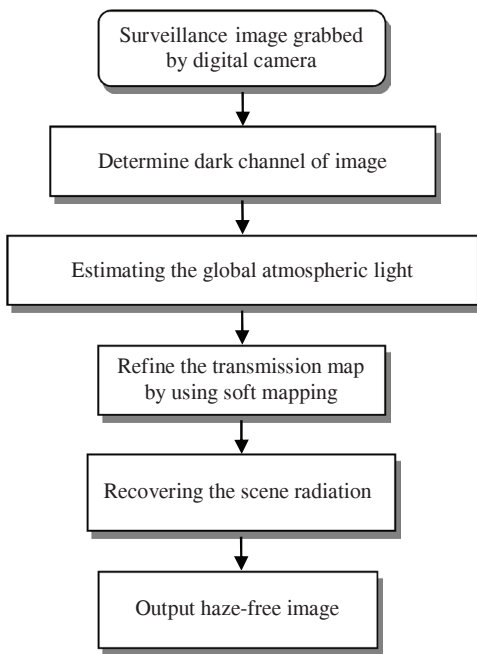 Surveillance image grabbed
by digital camera
Determine dark channel of image
Estimating the global atmospheric light
Refine the transmission map
by using soft mapping
Recovering the scene radiation
Output haze-free image